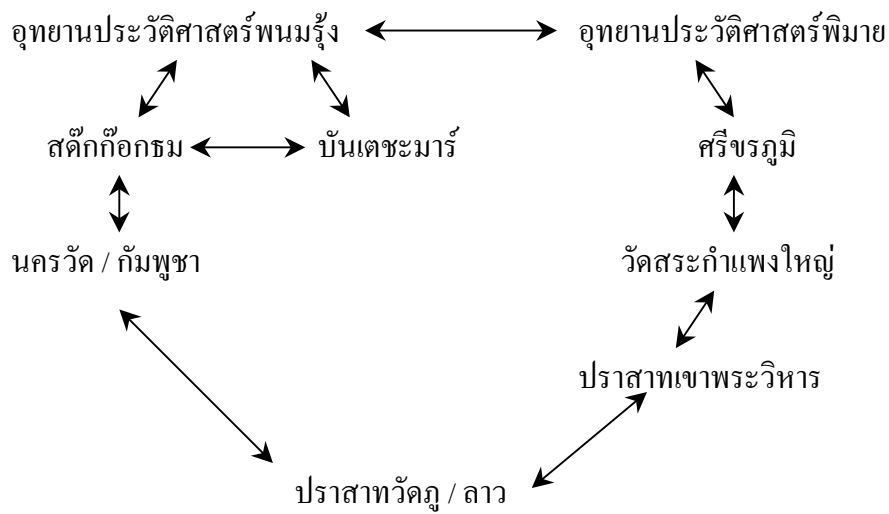 อุทยานประวัติศาสตร์พนมรุ้ง
อุทยานประวัติศาสตร์พิมาย
สด๊กก๊อกธม
บันเตชะมาร์
ศรีขรภูมิ
นครวัด / กัมพูชา
วัดสระกำแพงใหญ่
ปราสาทเขาพระวิหาร
ปราสาทวัดภู / ลาว